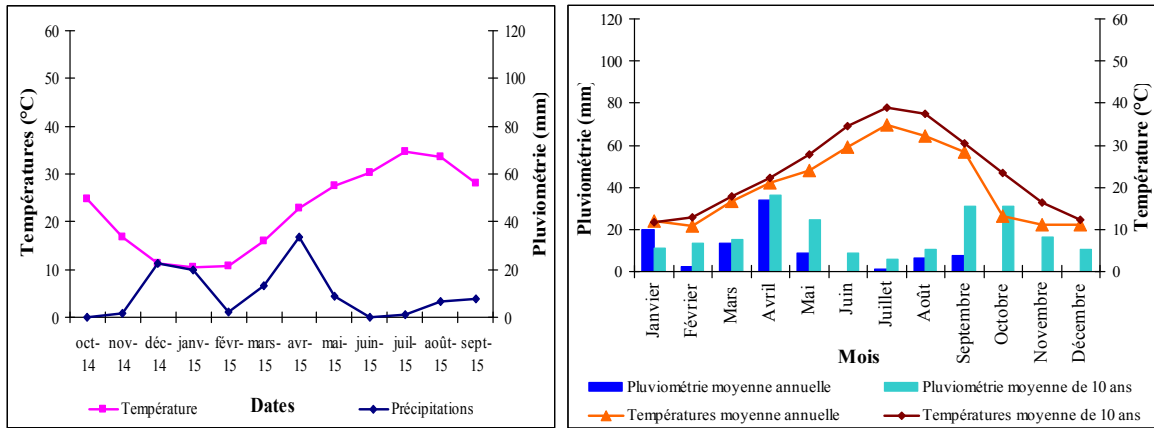 60
50
40
30
20
10
0
Températures (°C)
120
100
80
60
40
20
0
Pluviométrie (mm)
oct- nov- déc- janv- févr- mars- avr- mai- juin- juil- août- sept-
14 14 14 15 15 15 15 15 15 15 15 15
Dates
Température
Précipitations
120
100
80
60
40
20
0
Pluviométrie (mm)
60
50
40
30
20
10
0
Température (°C)
Janvier
Février
Mars
Avril
Mai
Juin
Juillet
Août
Septembre
Octobre
Novembre
Décembre
Mois
Pluviométrie moyenne annuelle
Pluviométrie moyenne de 10 ans
Températures moyenne annuelle
Températures moyenne de 10 ans